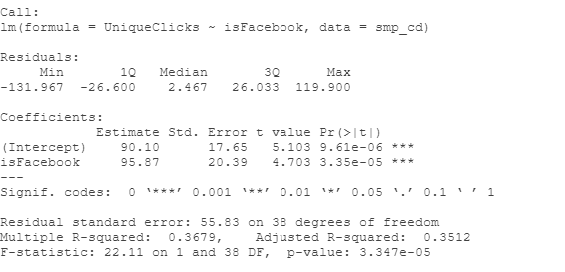 Call:
lm(formula = UniqueClicks ~ isFacebook, data = smp_cd)
Residuals:
Min 1Q Median 3Q Max
-131.967 -26.600 2.467 26.033 119.900
Coefficients:
Estimate Std. Error t value Pr(>|t|)
(Intercept) 90.10 17.65 5.103 9.61e-06 ***
isFacebook 95.87 20.39 4.703 3.35e-05 ***
---
Signif. codes: 0 ‘***’ 0.001 ‘**’ 0.01 ‘*’ 0.05 ‘.’ 0.1 ‘ ’ 1
Residual standard error: 55.83 on 38 degrees of freedom
Multiple R-squared: 0.3679, Adjusted R-squared: 0.3512
F-statistic: 22.11 on 1 and 38 DF, p-value: 3.347e-05